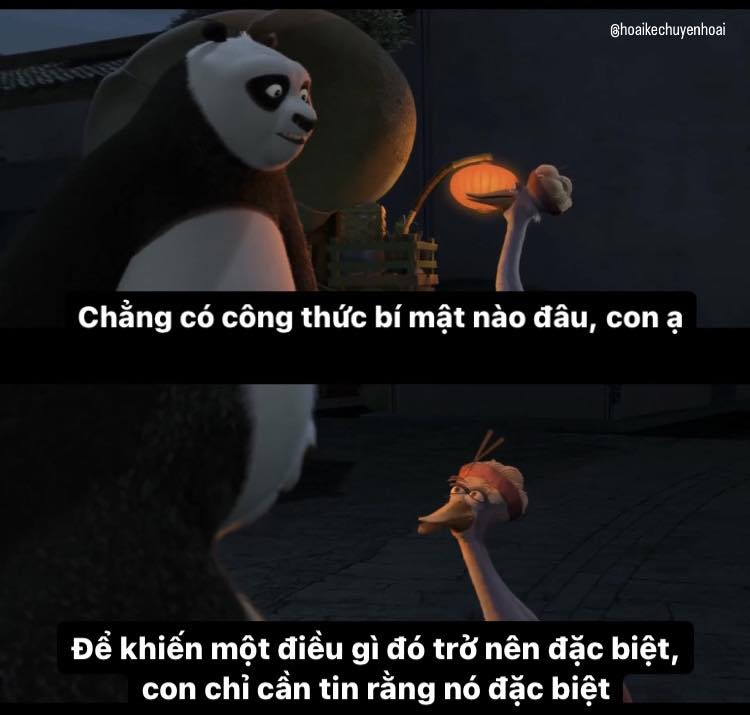 @hoaikechuyenhoai
Chẳng có công thức bí mật nào đâu, con ạ
Để khiến một điều gì đó trở nên đặc biệt,
con chỉ cần tin rằng nó đặc biệt